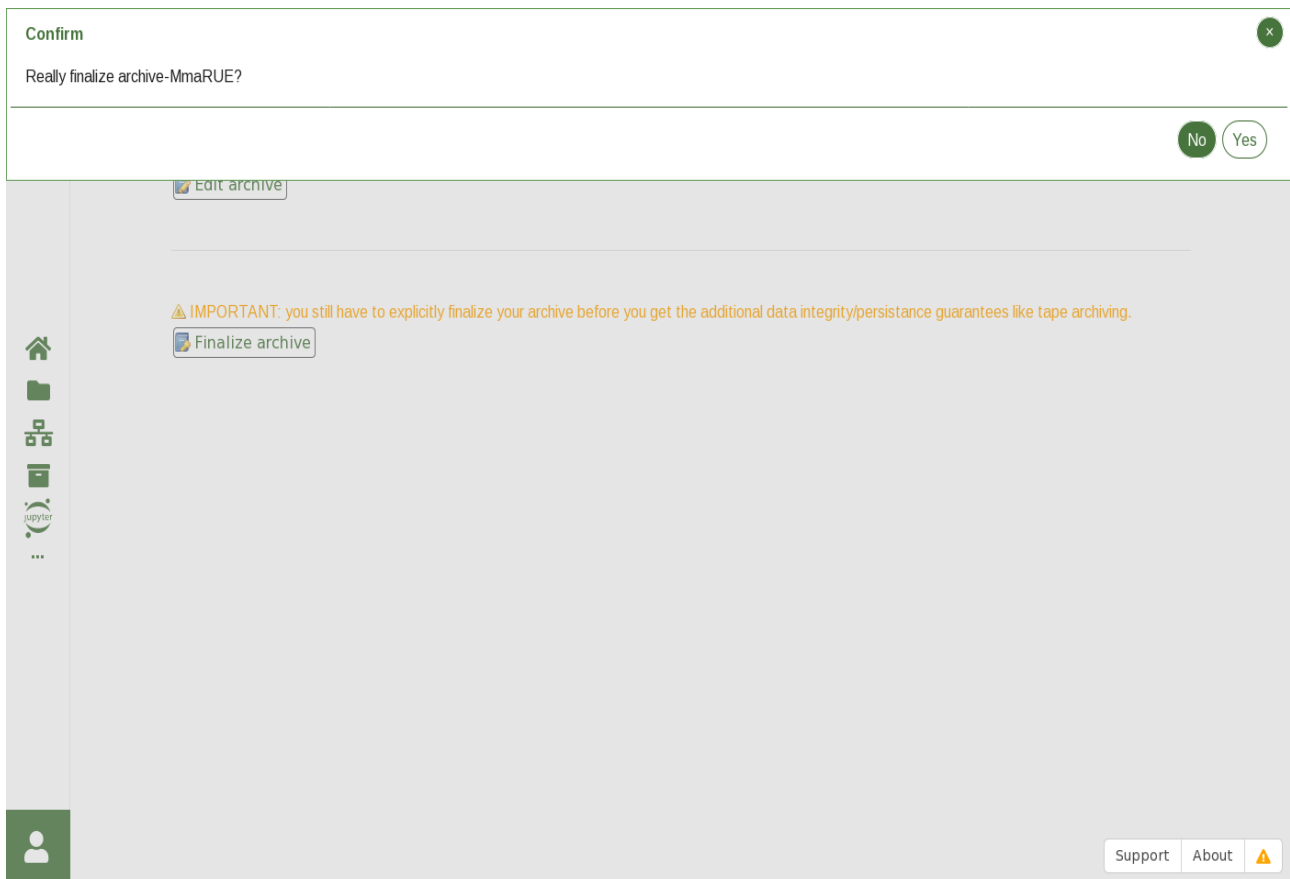 Confirm
x
Really finalize archive-MmaRUE?
No Yes
Edit archive
IMPORTANT: you still have to explicitly finalize your archive before you get the additional data integrity/persistance guarantees like tape archiving.
Finalize archive
jupyter
Support About